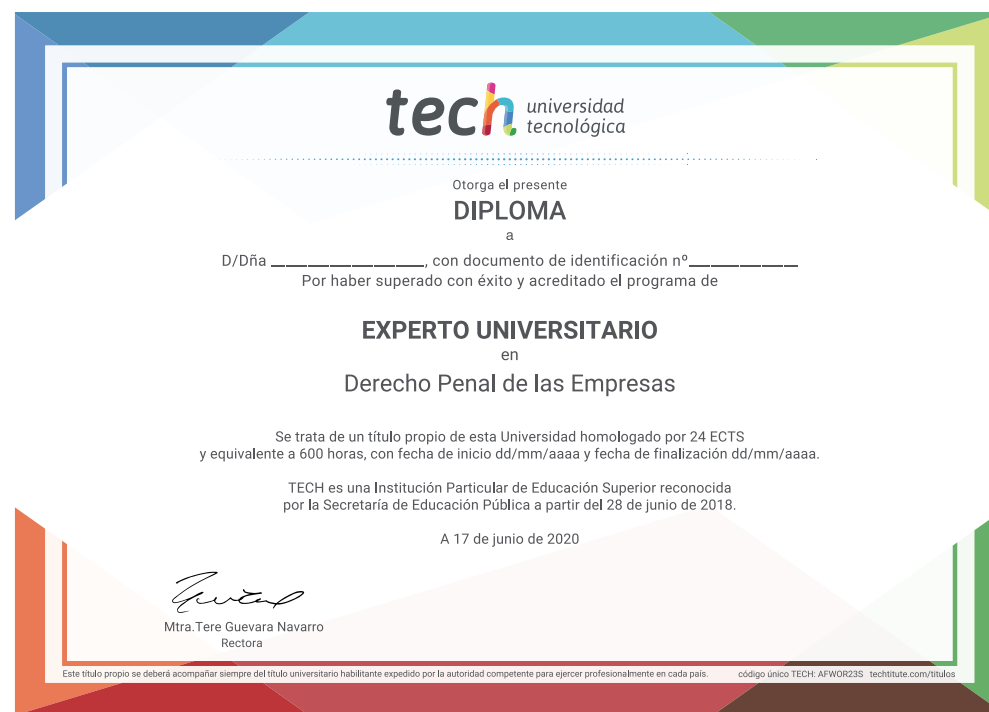 tech universidad
tecnológica
Otorga el presente
DIPLOMA
a
D/Dña ________________, con documento de identificación nº____________
Por haber superado con éxito y acreditado el programa de
EXPERTO UNIVERSITARIO
en
Derecho Penal de las Empresas
Se trata de un título propio de esta Universidad homologado por 24 ECTS
y equivalente a 600 horas, con fecha de inicio dd/mm/aaaa y fecha de finalización dd/mm/aaaa.
TECH es una Institución Particular de Educación Superior reconocida
por la Secretaría de Educación Pública a partir del 28 de junio de 2018.
A 17 de junio de 2020
Mtra.Tere Guevara Navarro
Rectora
Este título propio se deberá acompañar siempre del título universitario habilitante expedido por la autoridad competente para ejercer profesionalmente en cada país. código único TECH: AFWOR23S techtitute.com/titulos